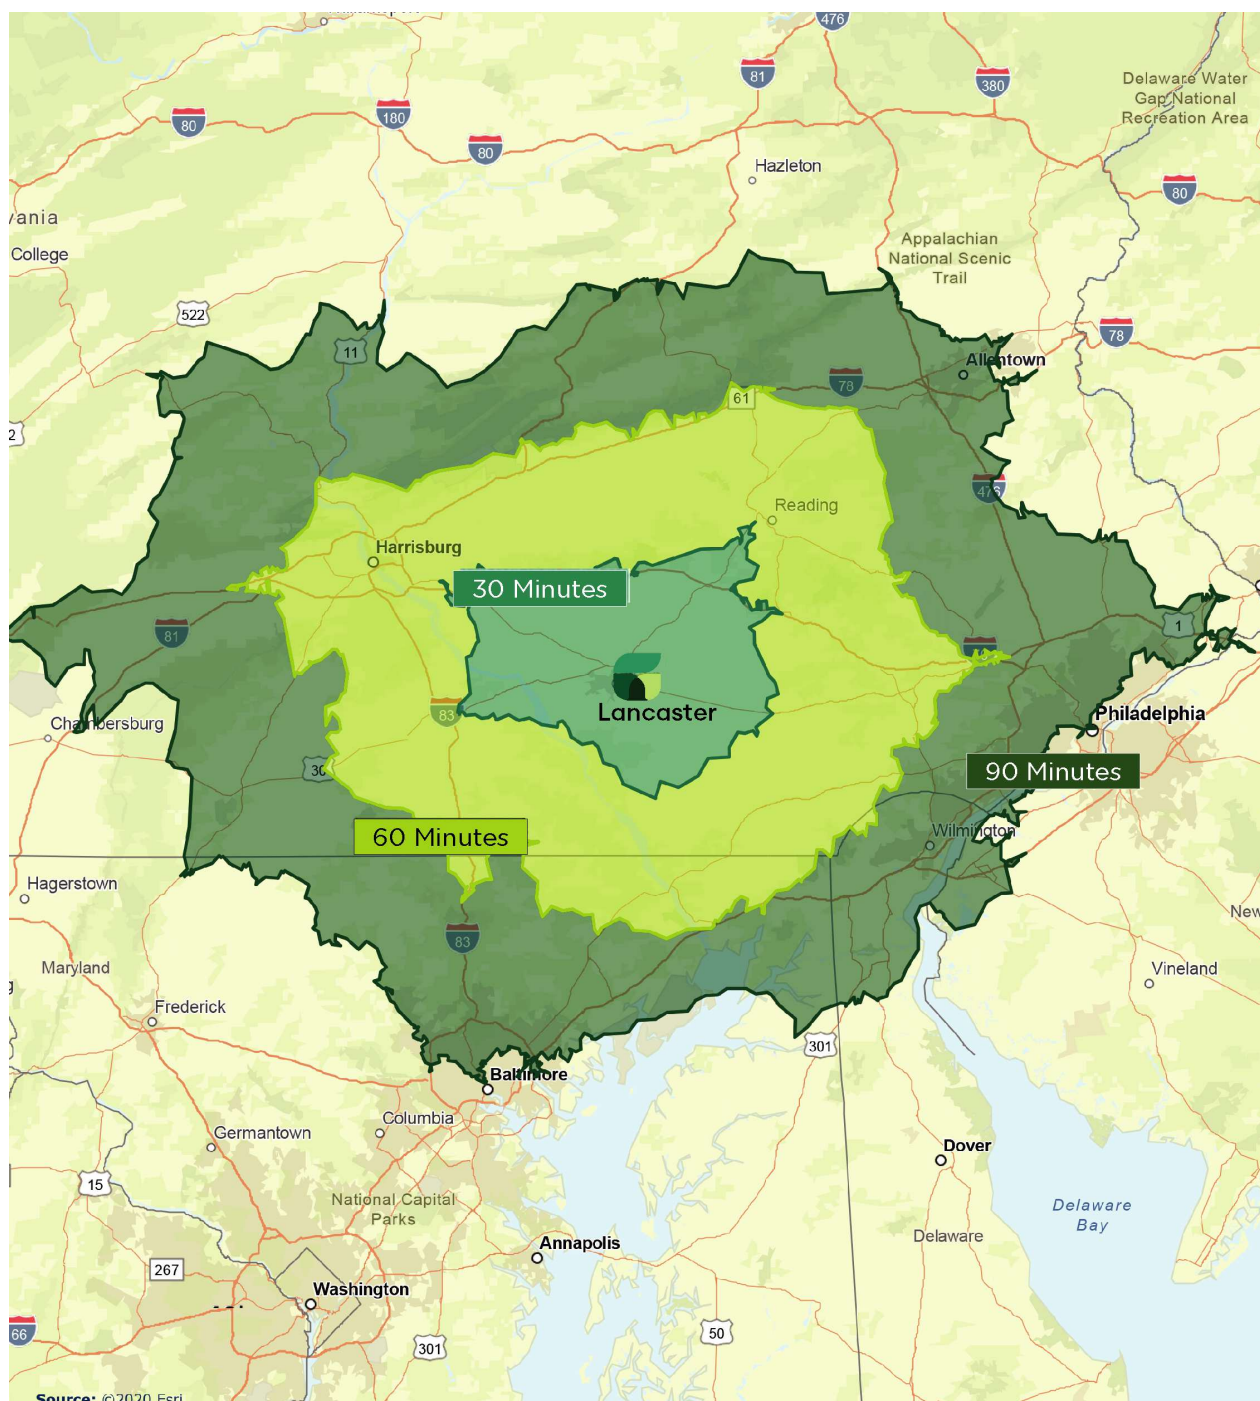 476
81
380
Delaware Water
Gap National
Recreation Area
80
180
80
Hazleton
80
vania
College
Appalachian
National Scenic
Trail
522
78
11
Allentown
78
61
2
476
Reading
Harrisburg
30 Minutes
81
1
83
Lancaster
Chambersburg
Philadelphia
30
90 Minutes
60 Minutes
Wilmington
Hagerstown
New
83
Maryland
Vineland
Frederick
301
Baltimore
Columbia
Germantown
Dover
15
National Capital
Parks
Delaware
Bay
Delaware
Annapolis
267
Washington
66
301
50
Source: ©2020 Esri